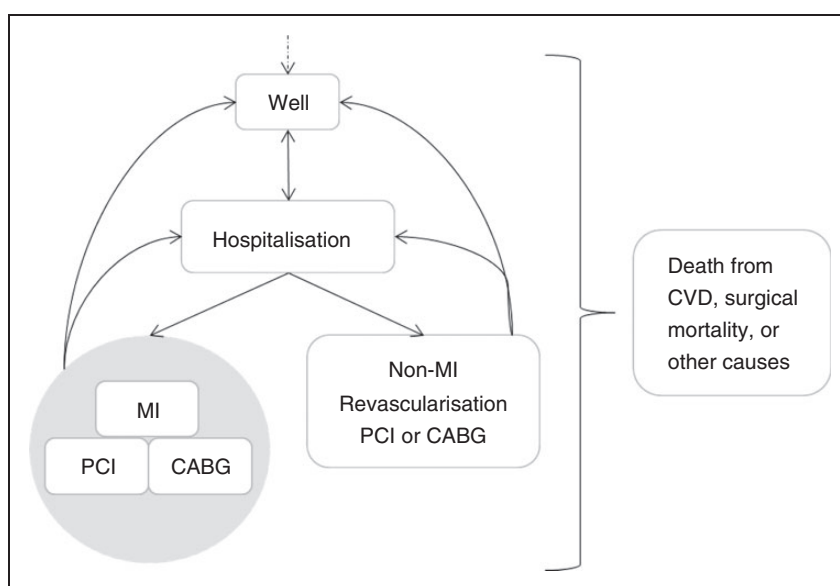 Well
Hospitalisation
MI
PCI
CABG
Non-MI
Revascularisation
PCI or CABG
Death from
CVD, surgical
mortality, or
other causes